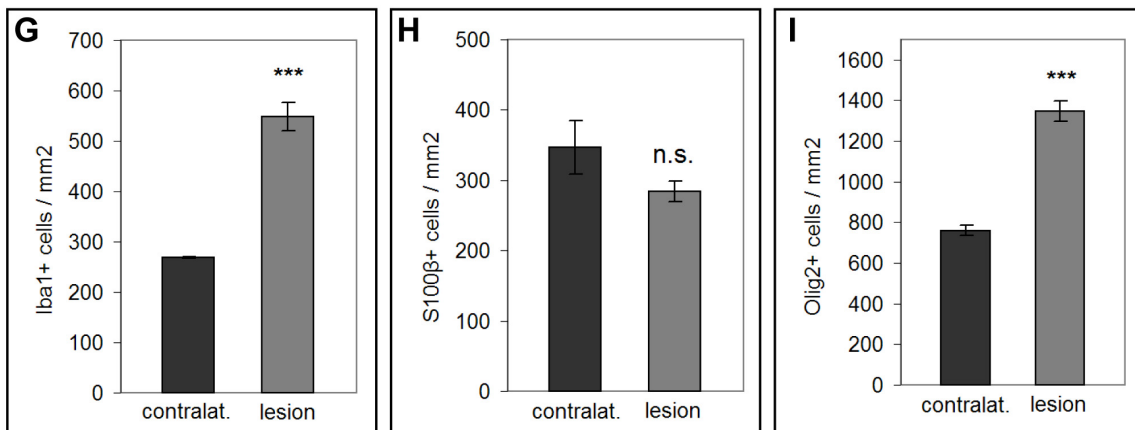 G
700
600
500
400
300
200
100
0
Iba1+ cells / mm2
***
contralat. lesion
H
500
400
300
200
100
0
S100β+ cells / mm2
n.s.
contralat. lesion
I
1600
1400
1200
1000
800
600
400
200
0
Olig2+ cells / mm2
***
contralat. lesion